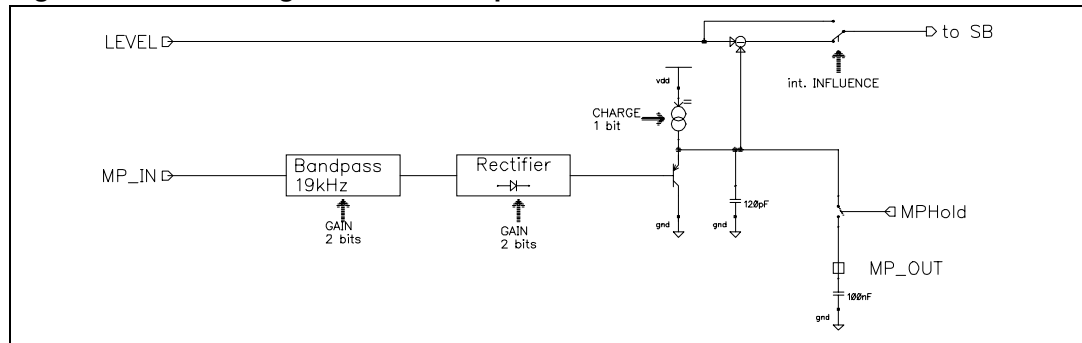 LEVEL
to SB
int. INFLUENCE
vdd
CHARGE
1 bit
MP_IN
Bandpass
19kHz
Rectifier
GAIN
2 bits
GAIN
2 bits
gnd
gnd
120pF
MPHold
MP_OUT
100nF
gnd